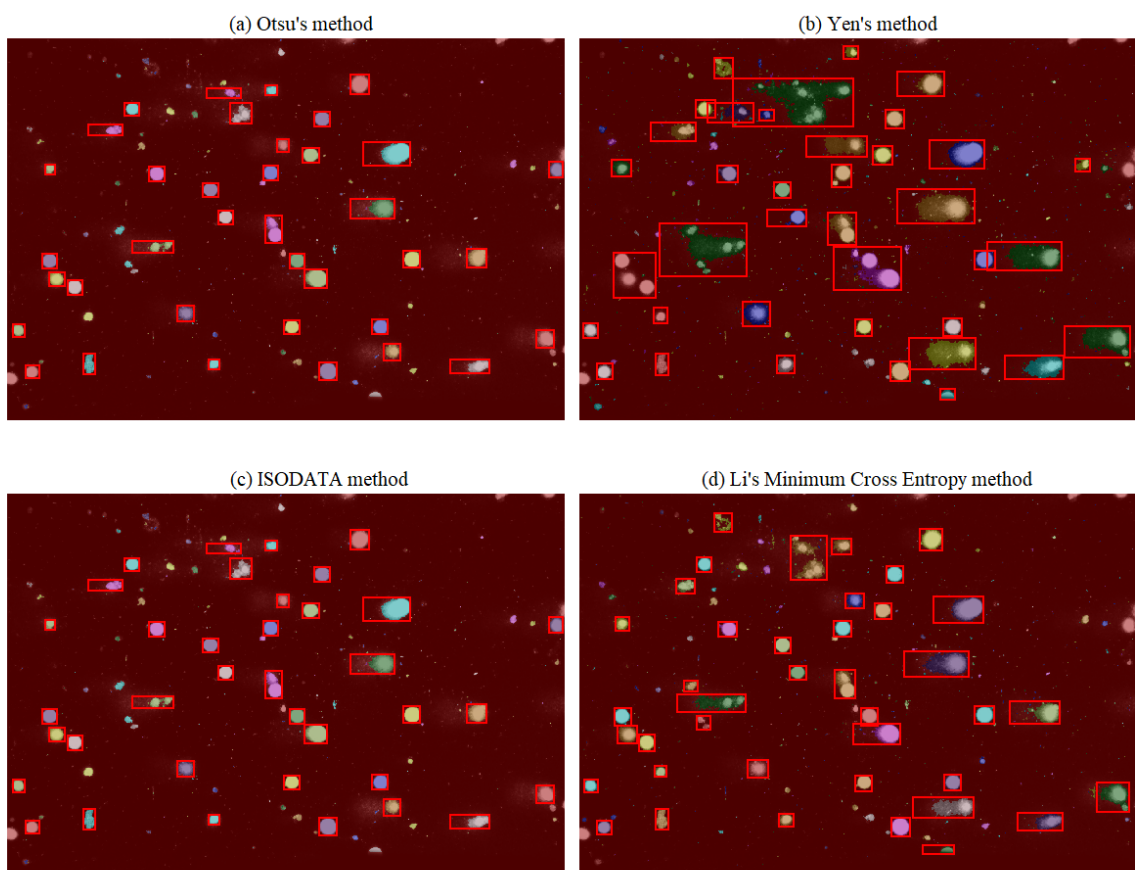 (a) Otsu's method
(b) Yen's method
(c) ISODATA method
(d) Li's Minimum Cross Entropy method